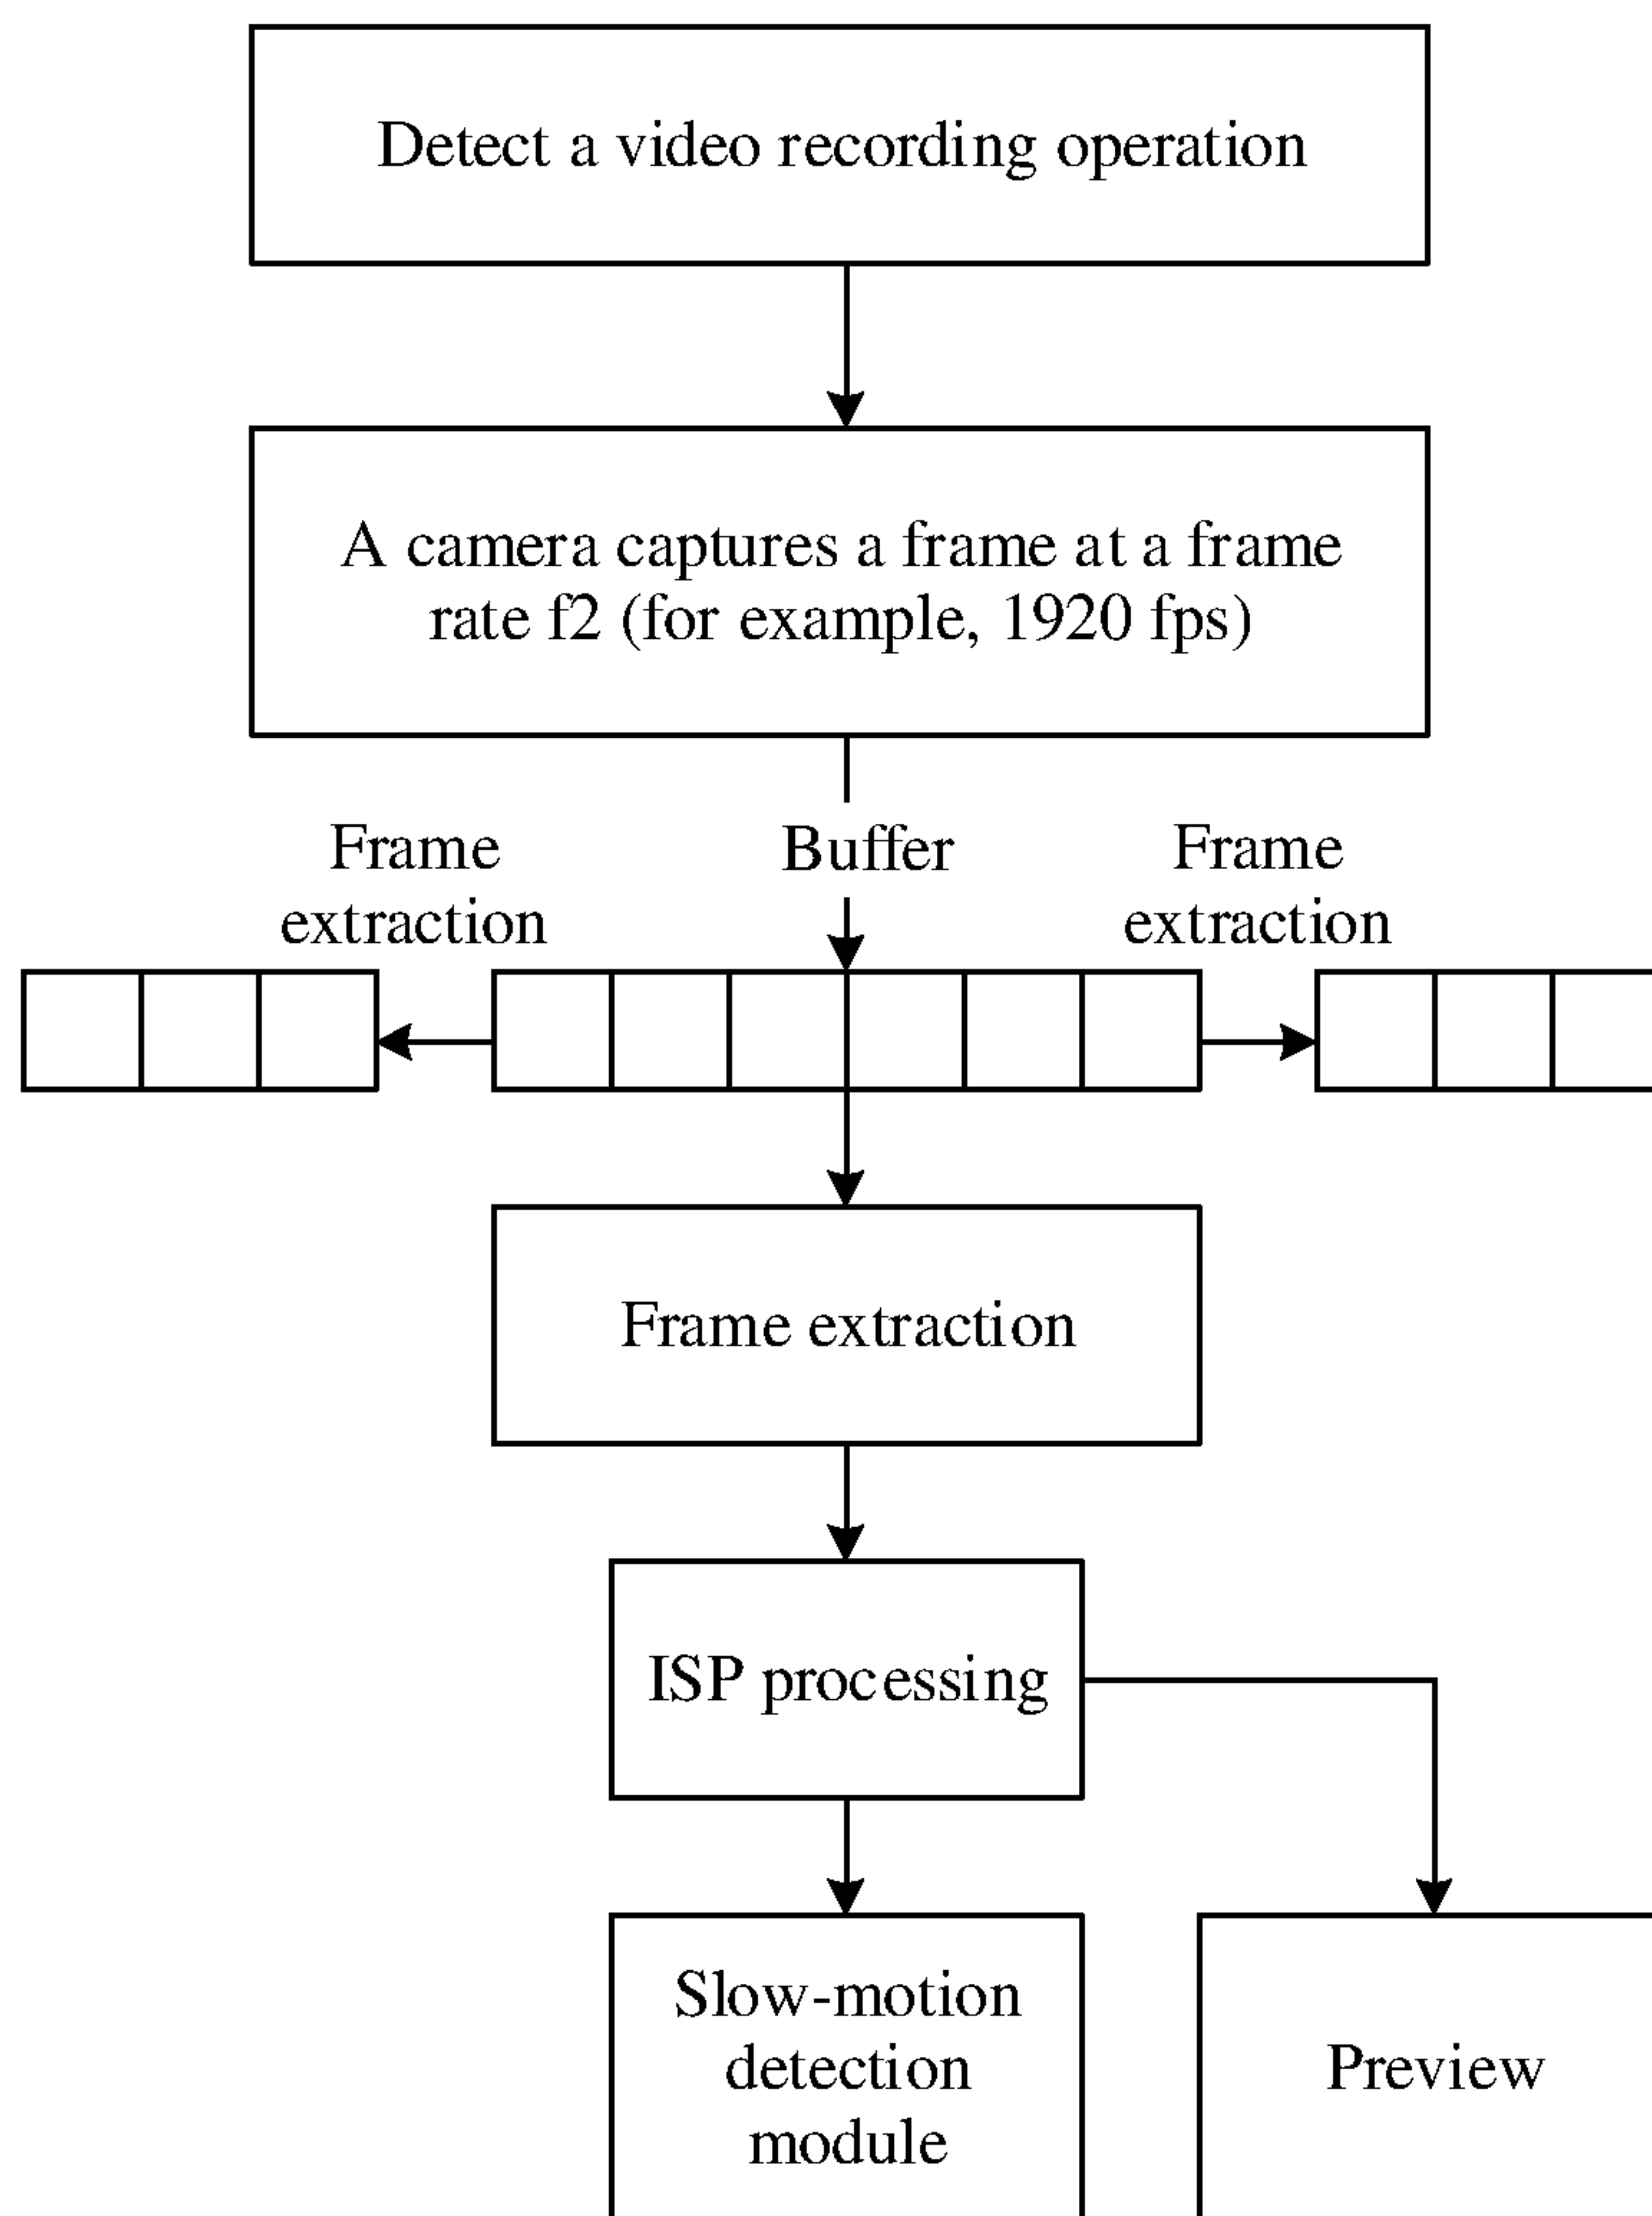 Detect a video recording operation
A camera captures a frame at a frame
rate f2 (for example, 1920 fps)
Frame
extraction
Buffer
Frame
extraction
Frame extraction
ISP processing
Slow-motion
detection
module
Preview